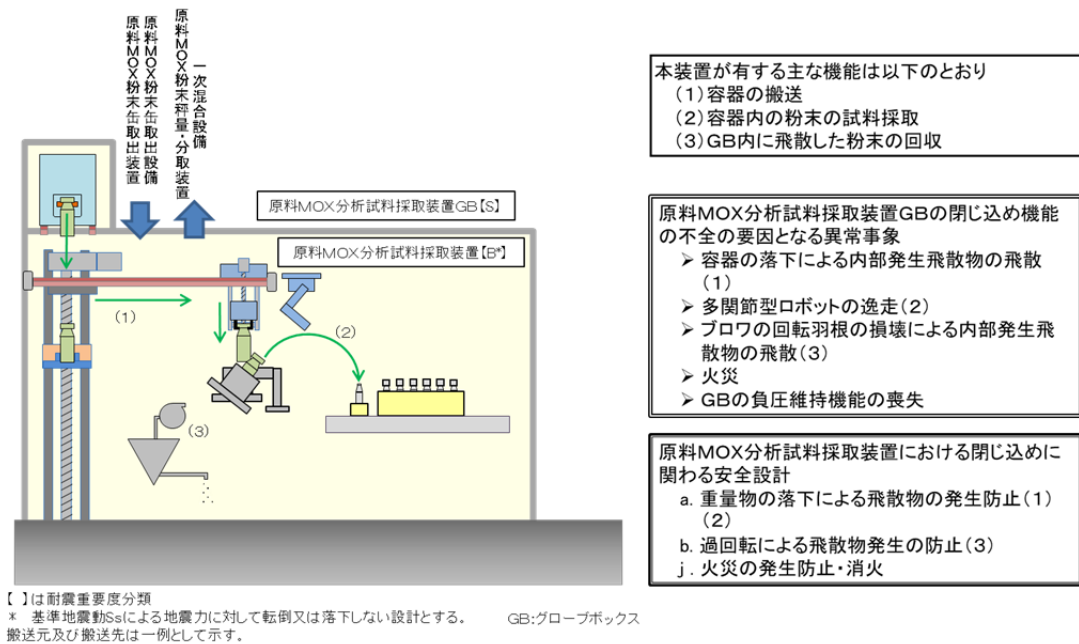 原料MOX粉末缶取出装置
原料MOX粉末缶取出設備
原料MOX粉末秤量・分取装置
一次混合設備
原料MOX分析試料採取装置GB【S】
原料MOX分析試料採取装置【B*】
(1)
(2)
(3)
本装置が有する主な機能は以下のとおり
(1)容器の搬送
(2)容器内の粉末の試料採取
(3)GB内に飛散した粉末の回収
原料MOX分析試料採取装置GBの閉じ込め機能
の不全の要因となる異常事象
➢ 容器の落下による内部発生飛散物の飛散
(1)
➢ 多関節型ロボットの逸走(2)
➢ ブロワの回転羽根の損壊による内部発生飛
散物の飛散(3)
➢ 火災
➢ GBの負圧維持機能の喪失
原料MOX分析試料採取装置における閉じ込めに
関わる安全設計
a. 重量物の落下による飛散物の発生防止(1)
(2)
b. 過回転による飛散物発生の防止(3)
j. 火災の発生防止・消火
【 】は耐震重要度分類
* 基準地震動Ssによる地震力に対して転倒又は落下しない設計とする。 GB:グローブボックス
搬送元及び搬送先は一例として示す。